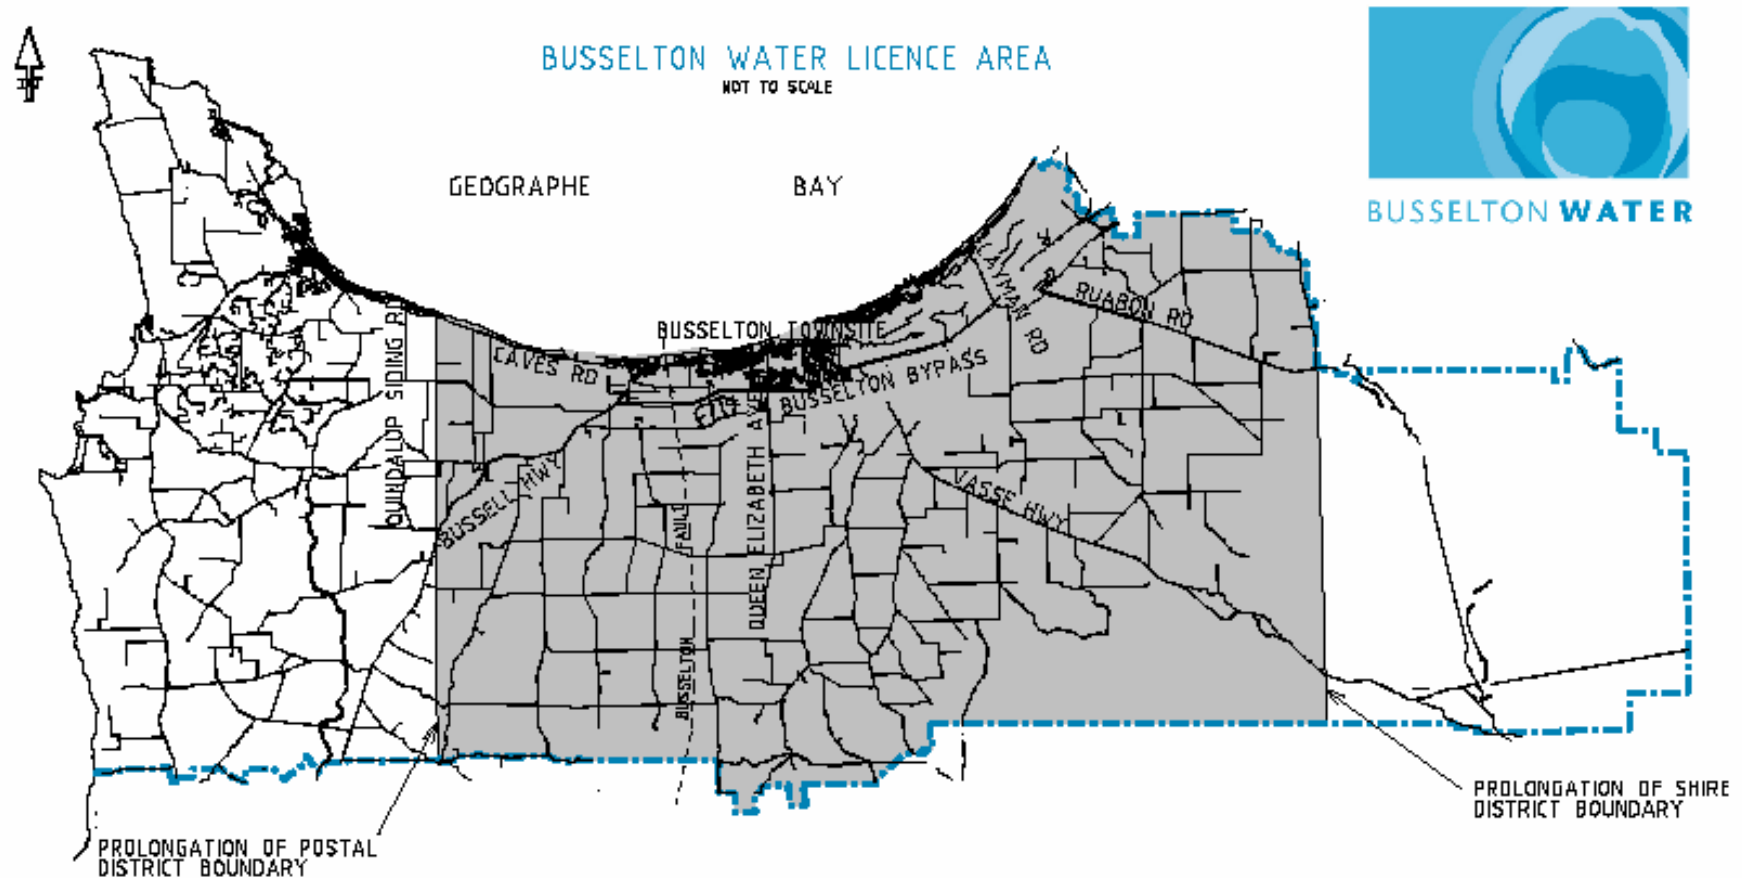 BUSSELTON WATER LICENCE AREA
NOT TO SCALE
BUSSELTON WATER
GEOGRAPHE BAY
BUSSELTON TOWNSITE
CAVES RD
BUSSELTON BYPASS
RUABON RD
RD
QUINDALUP SIDING RD
BUSSELL HWY
VASSE HWY
QUEEN ELIZABETH AVE
BUSSELTON FAULT
PROLONGATION OF POSTAL
DISTRICT BOUNDARY
PROLONGATION OF SHIRE
DISTRICT BOUNDARY